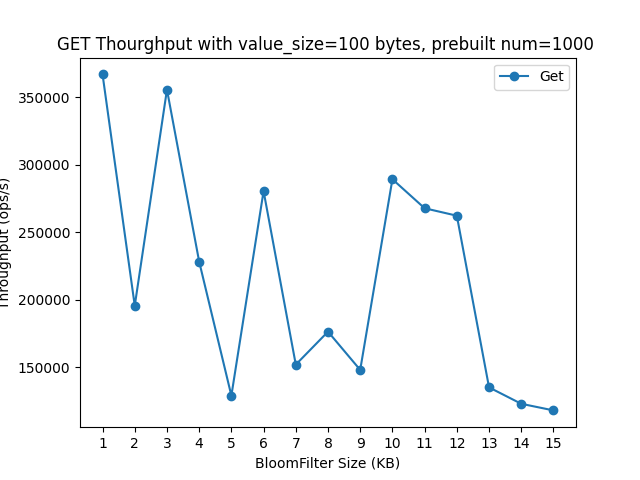 GET Thourghput with value_size=100 bytes, prebuilt num=1000
Get
Throughput (ops/s)
350000
300000
250000
200000
150000
1 2 3 4 5 6 7 8 9 10 11 12 13 14 15
BloomFilter Size (KB)